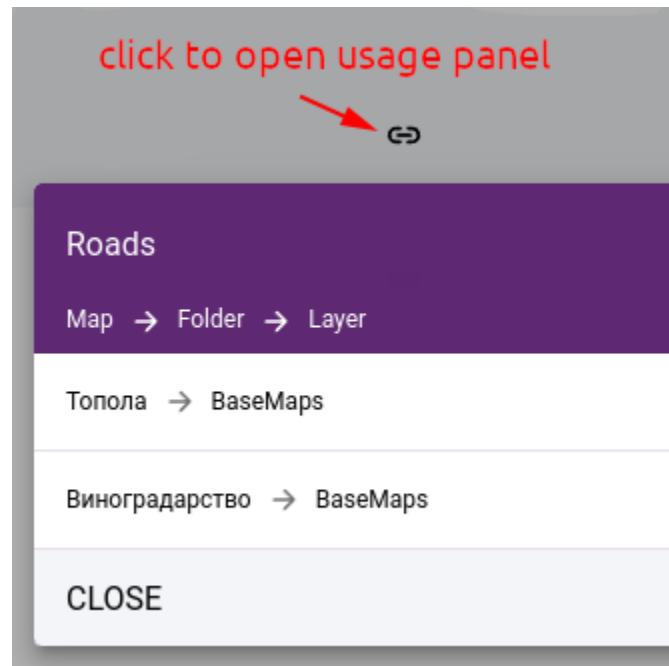 click to open usage panel
Roads
Map → Folder → Layer
Топола → BaseMaps
Виноградарство → BaseMaps
CLOSE